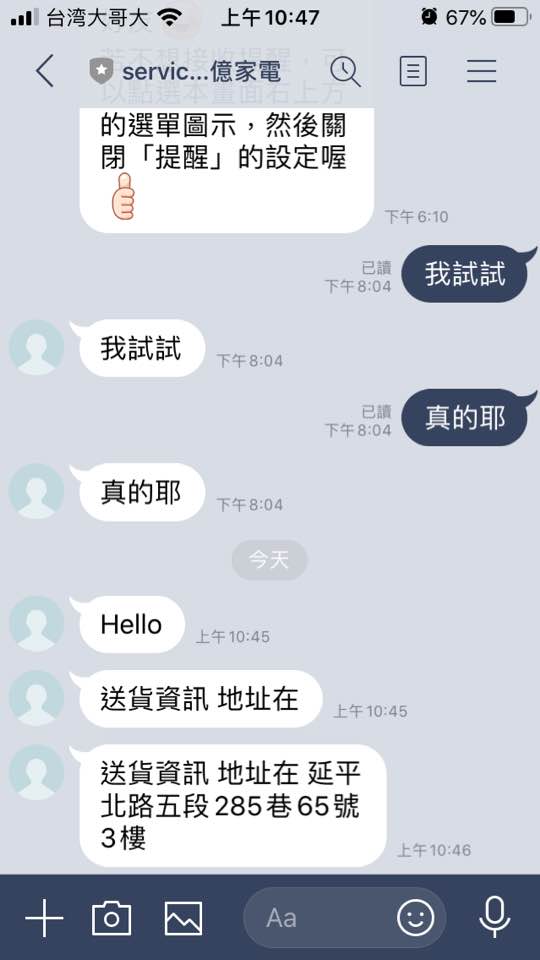 台湾大哥大
上午10:47
67%
servic...億家電
若不想接收提醒，可
以點選本畫面右上方
的選單圖示，然後關
閉「提醒」的設定喔
下午6:10
已讀
下午8:04
我試試
我試試
下午8:04
已讀
下午8:04
真的耶
真的耶
下午8:04
今天
Hello
上午10:45
送貨資訊 地址在
上午10:45
送貨資訊 地址在 延平
北路五段285巷65號
3樓
上午10:46
Aa